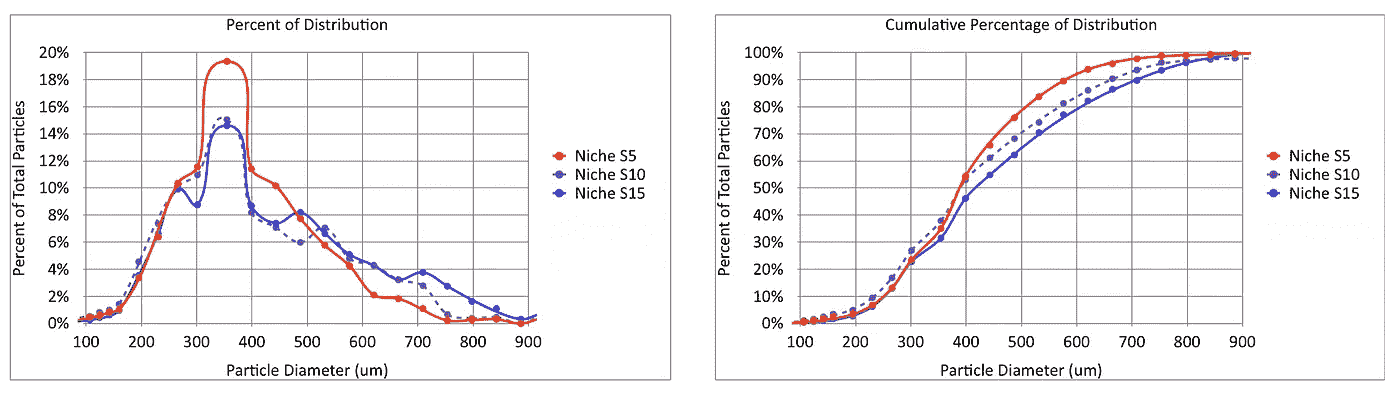 Percent of Distribution
20%
18%
16%
14%
12%
10%
8%
6%
4%
2%
0%
Percent of Total Particles
100 200 300 400 500 600 700 800 900
Particle Diameter (um)
Niche S5
Niche S10
Niche S15
Cumulative Percentage of Distribution
100%
90%
80%
70%
60%
50%
40%
30%
20%
10%
0%
Percent of Total Particles
100 200 300 400 500 600 700 800 900
Particle Diameter (um)
Niche S5
Niche S10
Niche S15